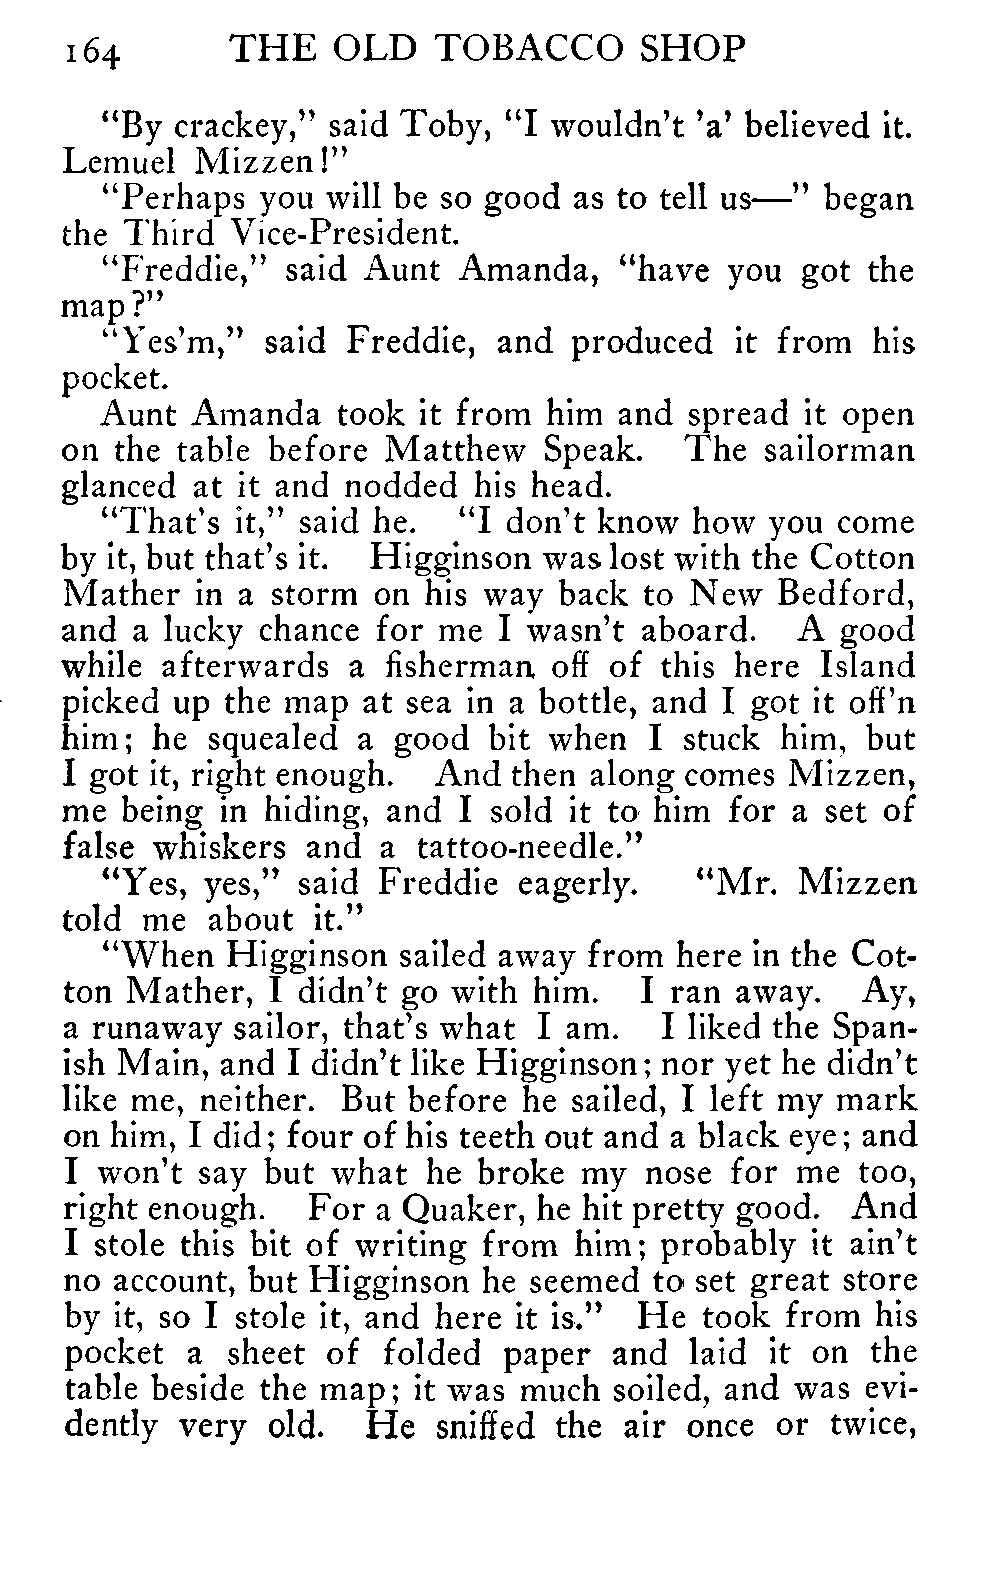 164 THE OLD TOBACCO SHOP
"By crackey," said Toby, "I wouldn't 'a' believed it.
Lemuel Mizzen!"
"Perhaps you will be so good as to tell us—" began
the Third Vice-President.
"Freddie," said Aunt Amanda, "have you got the
map?"
"Yes'm," said Freddie, and produced it from his
pocket.
Aunt Amanda took it from him and spread it open
on the table before Matthew Speak. The sailorman
glanced at it and nodded his head.
"That's it," said he. "I don't know how you come
by it, but that's it. Higginson was lost with the Cotton
Mather in a storm on his way back to New Bedford,
and a lucky chance for me I wasn't aboard. A good
while afterwards a fisherman off of this here Island
picked up the map at sea in a bottle, and I got it off'n
him; he squealed a good bit when I stuck him, but
I got it, right enough. And then along comes Mizzen,
me being in hiding, and I sold it to him for a set of
false whiskers and a tattoo-needle."
"Yes, yes," said Freddie eagerly. "Mr. Mizzen
told me about it."
"When Higginson sailed away from here in the Cot-
ton Mather, I didn't go with him. I ran away. Ay,
a runaway sailor, that's what I am. I liked the Span-
ish Main, and I didn't like Higginson; nor yet he didn't
like me, neither. But before he sailed, I left my mark
on him, I did; four of his teeth out and a black eye; and
I won't say but what he broke my nose for me too,
right enough. For a Quaker, he hit pretty good. And
I stole this bit of writing from him; probably it ain't
no account, but Higginson he seemed to set great store
by it, so I stole it, and here it is." He took from his
pocket a sheet of folded paper and laid it on the
table beside the map; it was much soiled, and was evi-
dently very old. He sniffed the air once or twice,